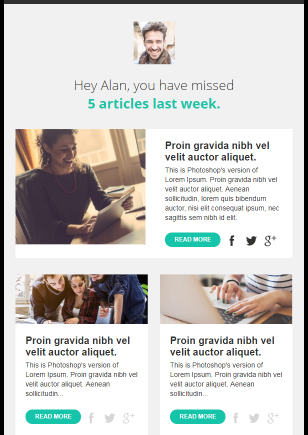 Hey Alan, you have missed
5 articles last week.
Proin gravida nibh vel
velit auctor aliquet.
This is Photoshop's version of
Lorem Ipsum. Proin gravida nibh vel
velit auctor aliquet. Aenean
sollicitudin, lorem quis bibendum
auctor, nisi elit consequat ipsum, nec
sagittis sem nibh id elit.
READ MORE
Proin gravida nibh vel
velit auctor aliquet.
This is Photoshop's version of
Lorem Ipsum. Proin gravida nibh vel
velit auctor aliquet. Aenean
sollicitudin...
READ MORE
Proin gravida nibh vel
velit auctor aliquet.
This is Photoshop's version of
Lorem Ipsum. Proin gravida nibh vel
velit auctor aliquet. Aenean
sollicitudin...
READ MORE